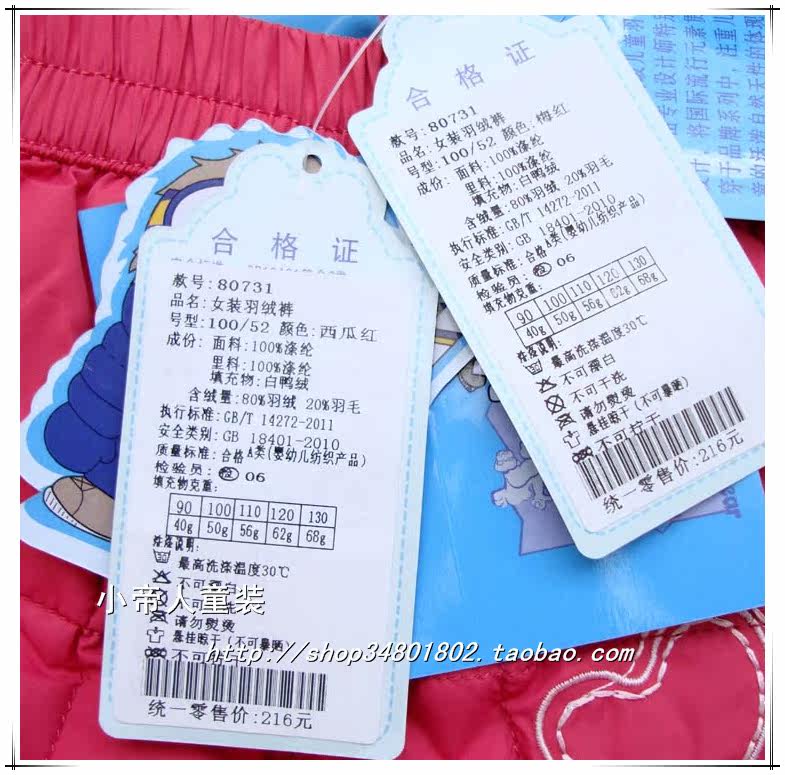 合格证
款号:80731
品名:女装羽绒裤
号型:100/52 颜色:西瓜红
成份: 面料:100%涤纶
里料:100%涤纶
填充物:白鸭绒
含绒量:80%羽绒 20%羽毛
执行标准:GB/T 14272-2011
安全类别:GB 18401-2010
质量标准:合格A类(婴幼儿纺织产品)
检验员: 检 06
填充物克重:
90 100 110 120 130
40g 50g 56g 62g 68g
洗涤说明:
最高洗涤温度30℃
不可漂白
不可干洗
请勿熨烫
悬挂晾干(不可暴晒)
不可
统一零售价:216元
合格证
款号:80731
品名:女装羽绒裤
号型:100/52 颜色:梅红
成份: 面料:100%涤纶
里料:100%涤纶
填充物:白鸭绒
含绒量:80%羽绒 20%羽毛
执行标准:GB/T 14272-2011
安全类别:GB 18401-2010
质量标准:合格A类(婴幼儿纺织产品)
检验员: 检 06
填充物克重:
90 100 110 120 130
40g 50g 56g 62g 68g
洗涤说明:
最高洗涤温度30℃
不可漂白
不可干洗
请勿熨烫
悬挂晾干(不可暴晒)
不可拧干
统一零售价:216元
小帝人童装
http://shop34801802.taobao.com